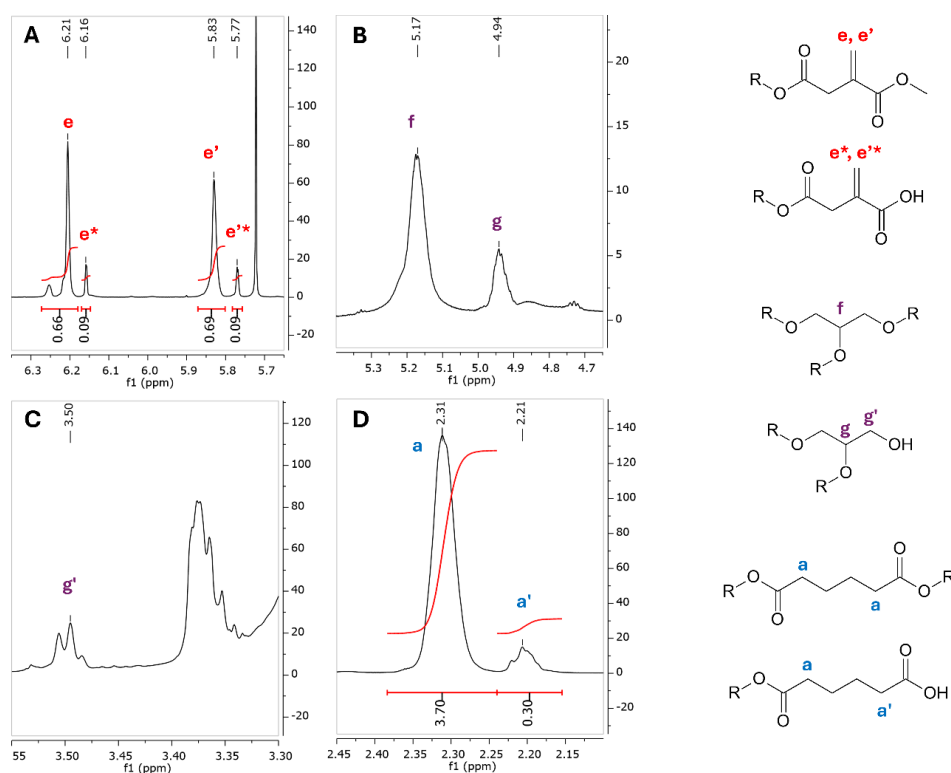 A
6.21
6.16
5.83
5.77
e
e'
e*
e'*
0.66
0.09
0.69
0.09
140
120
100
80
60
40
20
0
-20
6.3 6.2 6.1 6.0 5.9 5.8 5.7
f1 (ppm)
B
5.17
4.94
f
g
20
15
10
5
0
5.3 5.2 5.1 5.0 4.9 4.8 4.7
f1 (ppm)
C
3.50
g'
120
100
80
60
40
20
0
-20
55 3.50 3.45 3.40 3.35 3.30
f1 (ppm)
D
2.31
2.21
a
a'
3.70
0.30
140
120
100
80
60
40
20
0
-20
2.45 2.40 2.35 2.30 2.25 2.20 2.15
f1 (ppm)
e, e'
O
R
O
O
O
e*, e'*
O
R
O
OH
O
f
R
O
O
R
O
R
g g'
R
O
OH
O
R
a
O
R
O
O
a
O
R
a
O
R
O
O
a'
OH